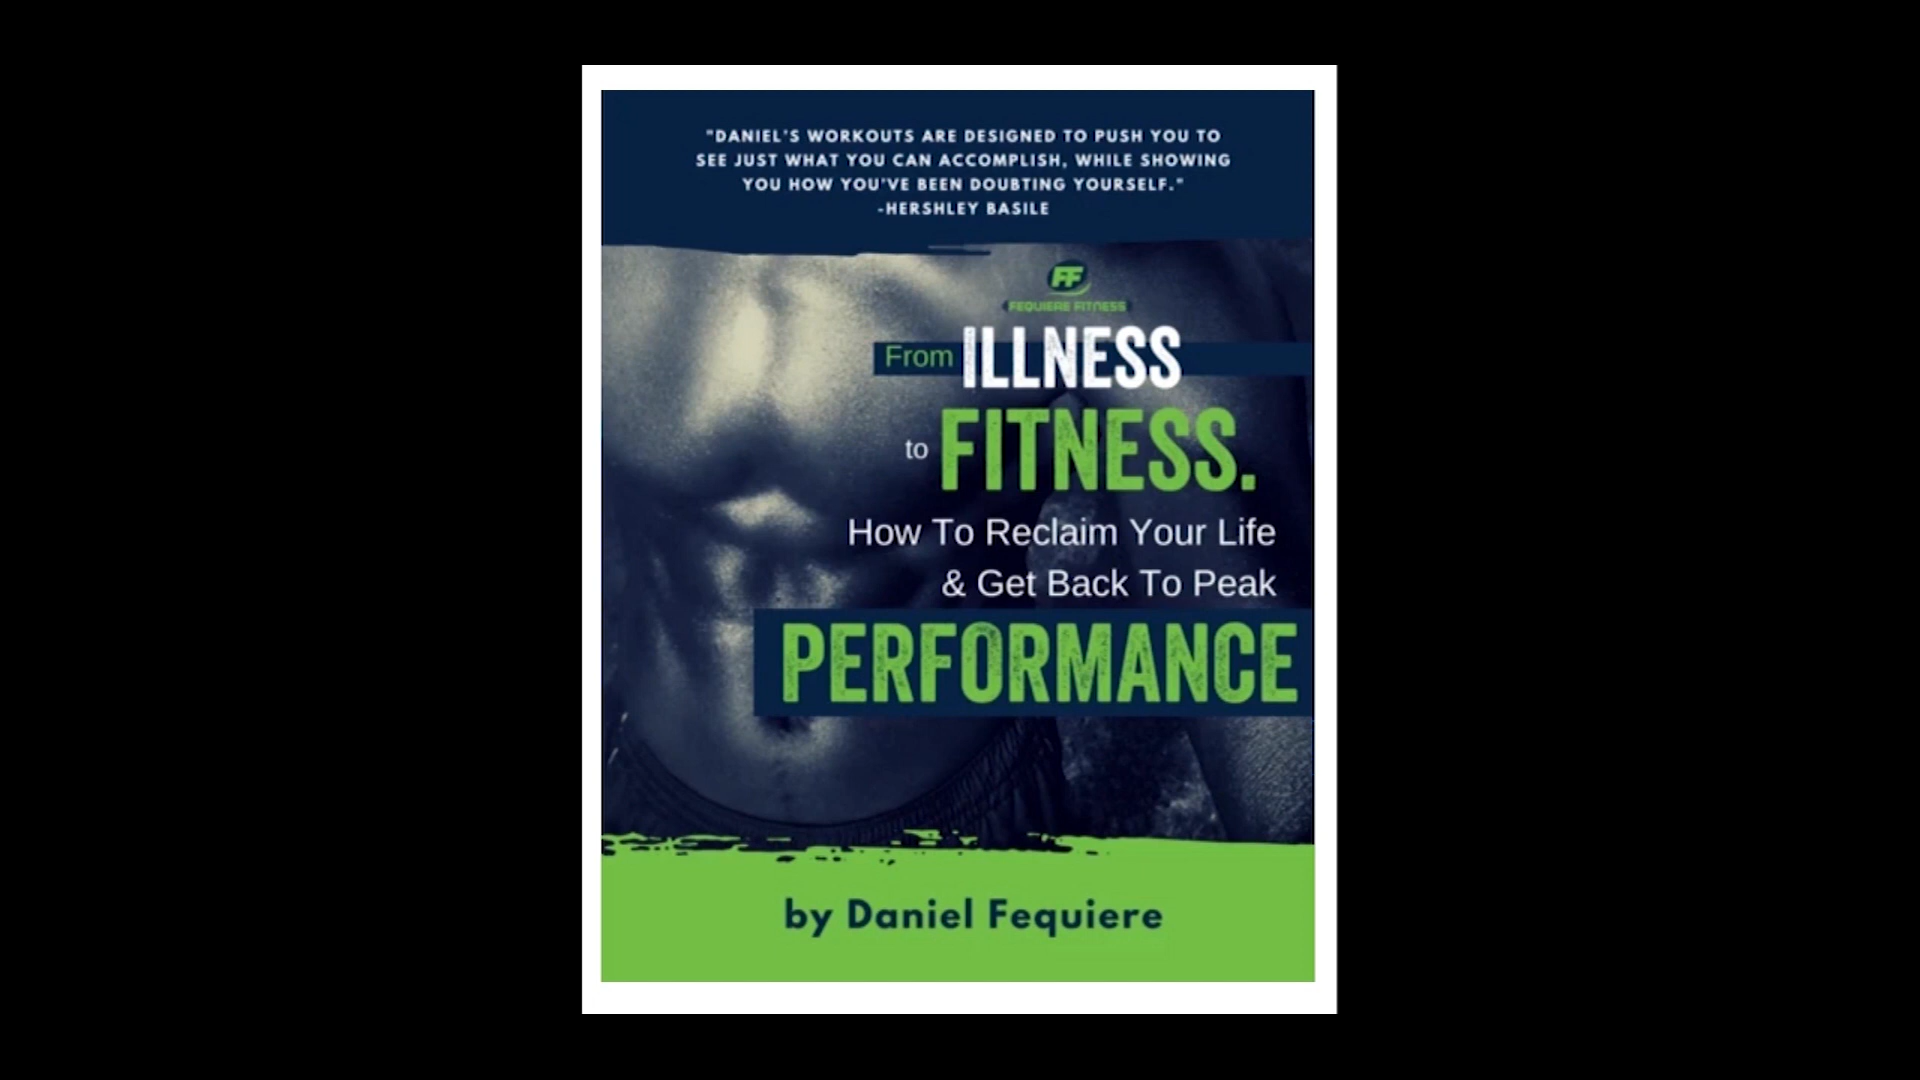 "DANIEL'S WORKOUTS ARE DESIGNED TO PUSH YOU TO
SEE JUST WHAT YOU CAN ACCOMPLISH, WHILE SHOWING
YOU HOW YOU'VE BEEN DOUBTING YOURSELF."
-HERSHLEY BASILE
FF
FEQUIERE FITNESS
From ILLNESS
to FITNESS.
How To Reclaim Your Life
& Get Back To Peak
PERFORMANCE
by Daniel Fequiere